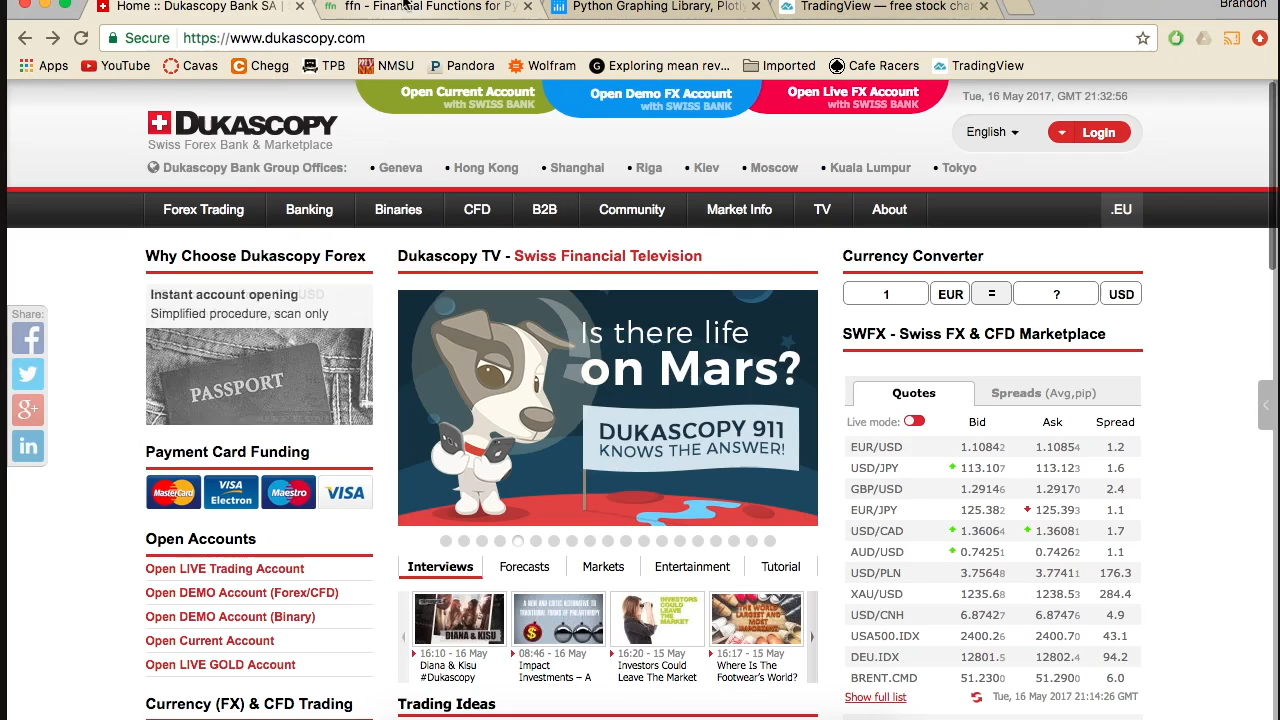 Home :: Dukascopy Bank SA |
ffn - Financial Functions for Py
Python Graphing Library, Plotly
TradingView — free stock char
Brandon
Secure
https://www.dukascopy.com
Apps
YouTube
Cavas
Chegg
TPB
NMSU
Pandora
Wolfram
Exploring mean rev...
Imported
Cafe Racers
TradingView
Open Current Account
with SWISS BANK
Open Demo FX Account
with SWISS BANK
Open Live FX Account
with SWISS BANK
Tue, 16 May 2017, GMT 21:32:56
DUKASCOPY
Swiss Forex Bank & Marketplace
English
Login
Dukascopy Bank Group Offices: • Geneva • Hong Kong • Shanghai • Riga • Kiev • Moscow • Kuala Lumpur • Tokyo
Forex Trading
Banking
Binaries
CFD
B2B
Community
Market Info
TV
About
.EU
Share:
Why Choose Dukascopy Forex
Instant account opening
USD
Simplified procedure, scan only
PASSPORT
Payment Card Funding
MasterCard
VISA
Electron
Maestro
VISA
Open Accounts
Open LIVE Trading Account
Open DEMO Account (Forex/CFD)
Open DEMO Account (Binary)
Open Current Account
Open LIVE GOLD Account
Currency (FX) & CFD Trading
Dukascopy TV - Swiss Financial Television
Is there life
on Mars?
DUKASCOPY 911
KNOWS THE ANSWER!
Interviews
Forecasts
Markets
Entertainment
Tutorial
DIANA & KISU
16:10 - 16 May
Diana & Kisu
#Dukascopy
08:46 - 16 May
Impact
Investments – A
INVESTORS
COULD
LEAVE THE
MARKET
16:20 - 15 May
Investors Could
Leave The Market
16:17 - 15 May
Where Is The
Footwear's World?
Trading Ideas
Currency Converter
1 EUR = ? USD
SWFX - Swiss FX & CFD Marketplace
Quotes
Spreads (Avg,pip)
Live mode:
Bid Ask Spread
EUR/USD 1.10842 1.10854 1.2
USD/JPY 113.107 113.123 1.6
GBP/USD 1.29146 1.29170 2.4
EUR/JPY 125.382 125.393 1.1
USD/CAD 1.36064 1.36081 1.7
AUD/USD 0.74251 0.74262 1.1
USD/PLN 3.75648 3.77411 176.3
XAU/USD 1235.68 1238.53 284.4
USD/CNH 6.87427 6.87476 4.9
USA500.IDX 2400.26 2400.70 43.1
DEU.IDX 12801.5 12802.4 94.2
BRENT.CMD 51.2300 51.2900 6.0
Show full list
Tue, 16 May 2017 21:14:26 GMT